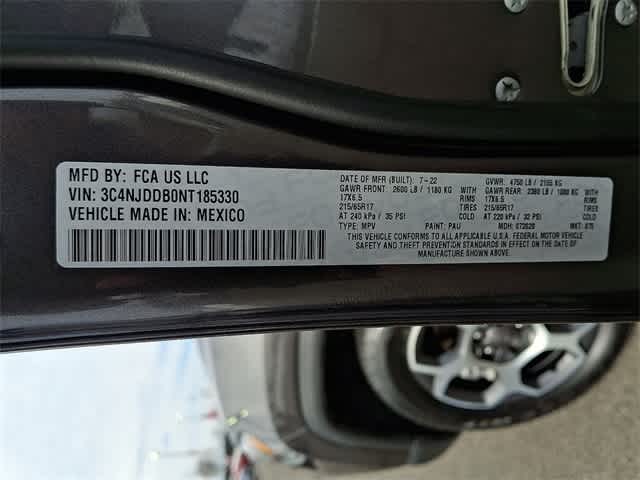 MFD BY: FCA US LLC
VIN: 3C4NJDDB0NT185330
VEHICLE MADE IN: MEXICO
DATE OF MFR (BUILT): 7-22 GVWR: 4750 LB / 2155 KG
GAWR FRONT: 2600 LB / 1180 KG WITH GAWR REAR: 2380 LB / 1080 KG WITH
17X6.5 RIMS 17X6.5 RIMS
215/65R17 215/65R17
AT 240 kPa / 35 PSI COLD AT 220 kPa / 32 PSI COLD
TYPE: MPV PAINT: PAU MDH: 072620 MKT:
THIS VEHICLE CONFORMS TO ALL APPLICABLE U.S.A. FEDERAL MOTOR VEHICLE
SAFETY AND THEFT PREVENTION STANDARDS IN EFFECT ON THE DATE OF
MANUFACTURE SHOWN ABOVE.